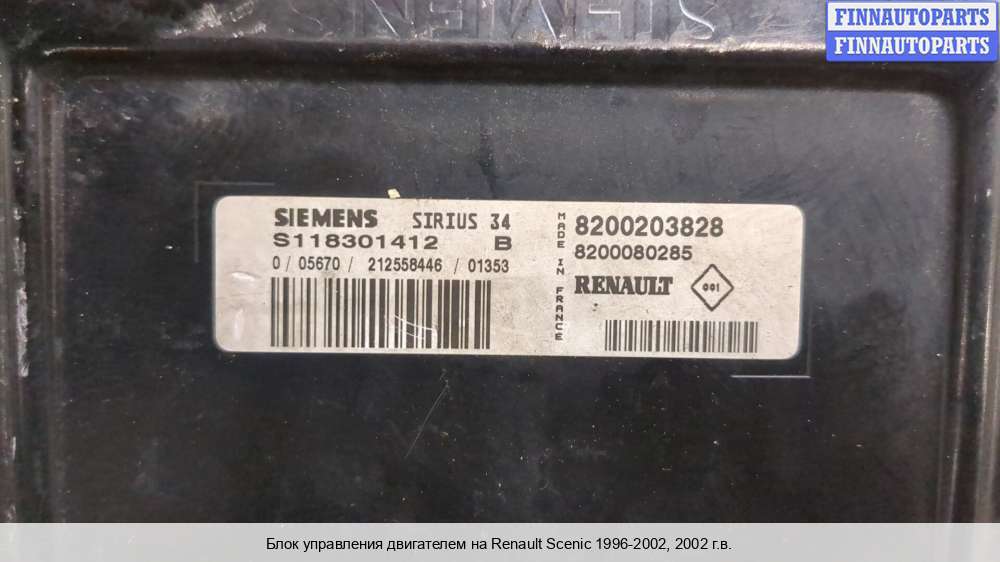 SIEMENS
FINNAUTOPARTS
FINNAUTOPARTS
SIEMENS SIRIUS 34
S118301412 B
0 / 05670 / 212558446 / 01353
MADE IN FRANCE
8200203828
8200080285
RENAULT 001
Блок управления двигателем на Renault Scenic 1996-2002, 2002 г.в.